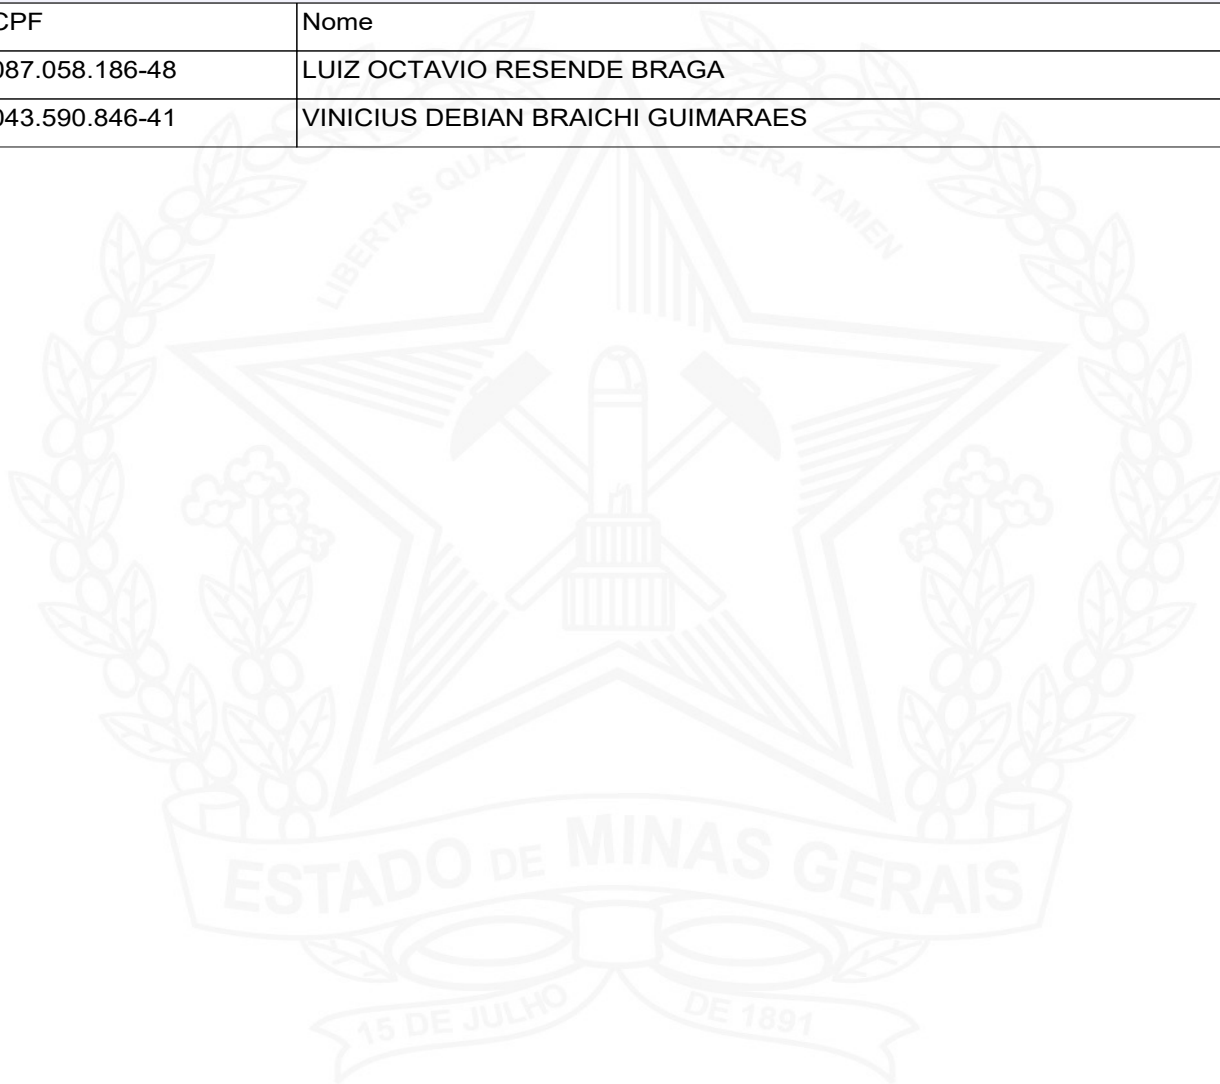 CPF Nome
087.058.186-48 LUIZ OCTAVIO RESENDE BRAGA
043.590.846-41 VINICIUS DEBIAN BRAICHI GUIMARAES
LIBERTAS QUAE SERA TAMEN
ESTADO DE MINAS GERAIS
15 DE JULHO DE 1891